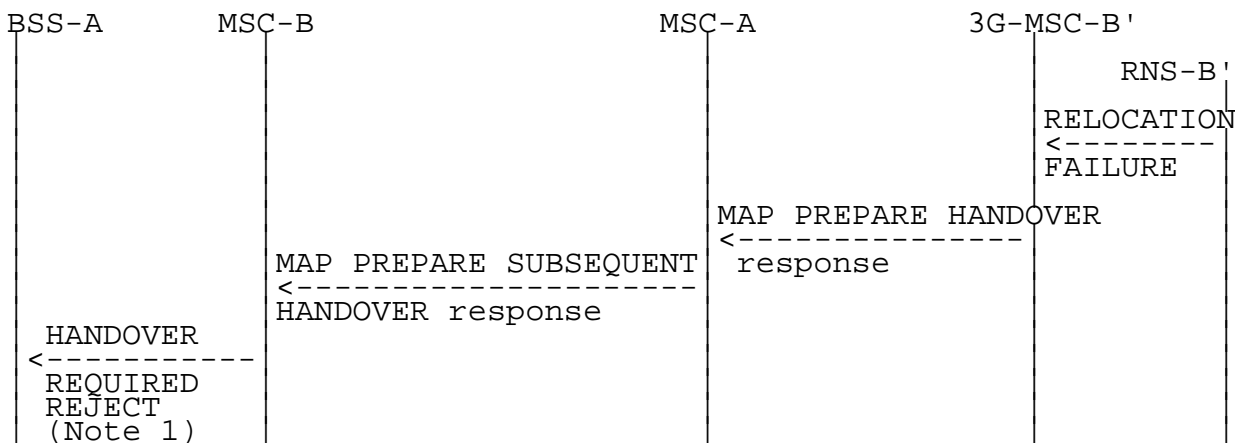 BSS-A MSC-B MSC-A 3G-MSC-B'
RNS-B'
RELOCATION
FAILURE
MAP PREPARE HANDOVER
response
MAP PREPARE SUBSEQUENT
HANDOVER response
HANDOVER
REQUIRED
REJECT
(Note 1)